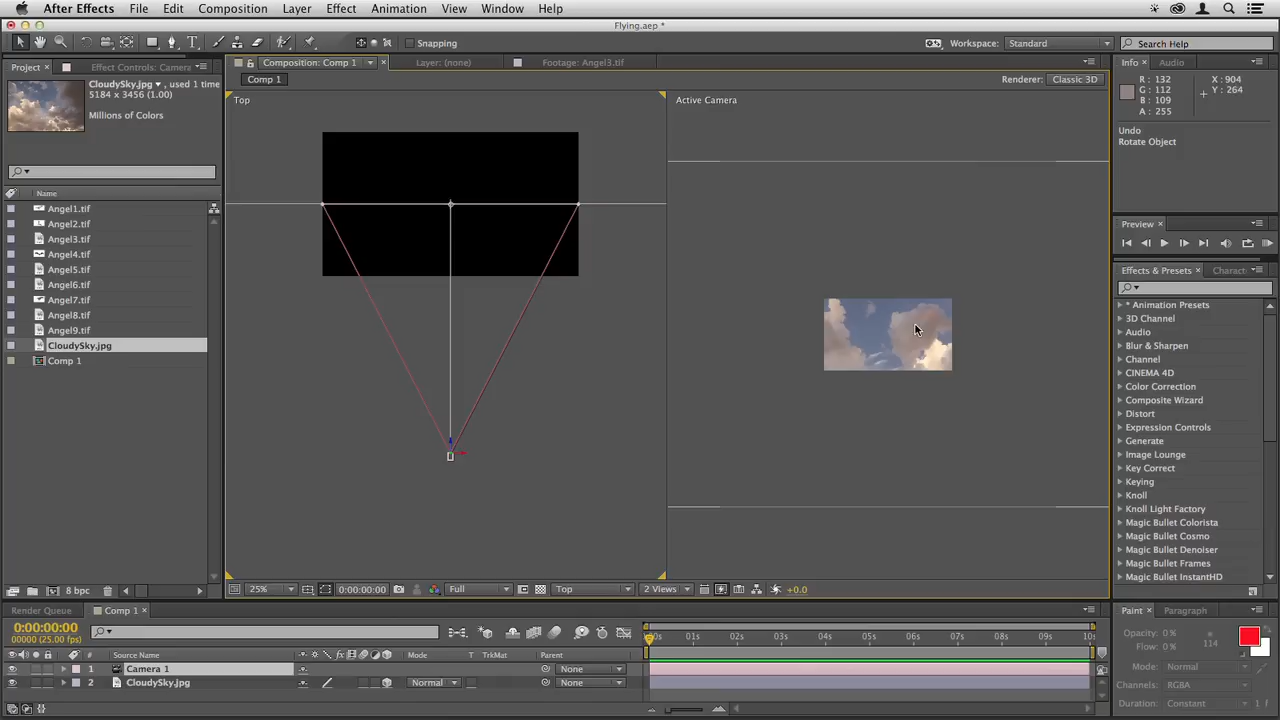 After Effects File Edit Composition Layer Effect Animation View Window Help
Flying.aep *
Snapping Workspace: Standard Search Help
Project Effect Controls: Camera Composition: Comp 1 Layer: (none) Footage: Angel3.tif Info Audio
CloudySky.jpg , used 1 time
5184 x 3456 (1.00)
Millions of Colors
Comp 1 Renderer: Classic 3D
Top
Active Camera
R : 132
G : 112
B : 109
A : 255
X : 904
Y : 264
Undo
Rotate Object
Name
Angel1.tif
Angel2.tif
Angel3.tif
Angel4.tif
Angel5.tif
Angel6.tif
Angel7.tif
Angel8.tif
Angel9.tif
CloudySky.jpg
Comp 1
Preview
Effects & Presets Charact
* Animation Presets
3D Channel
Audio
Blur & Sharpen
Channel
CINEMA 4D
Color Correction
Composite Wizard
Distort
Expression Controls
Generate
Image Lounge
Key Correct
Keying
Knoll
Knoll Light Factory
Magic Bullet Colorista
Magic Bullet Cosmo
Magic Bullet Denoiser
Magic Bullet Frames
Magic Bullet InstantHD
8 bpc 25% 0:00:00:00 Full Top 2 Views +0.0
Render Queue Comp 1
0:00:00:00
00000 (25.00 fps)
# Source Name Mode T TrkMat Parent
1 Camera 1 None
2 CloudySky.jpg Normal None
00s 01s 02s 03s 04s 05s 06s 07s 08s 09s 10s
Paint Paragraph
Opacity: 0 %
Flow: 0 %
114
Mode: Normal
Channels: RGBA
Duration: Constant 1 f